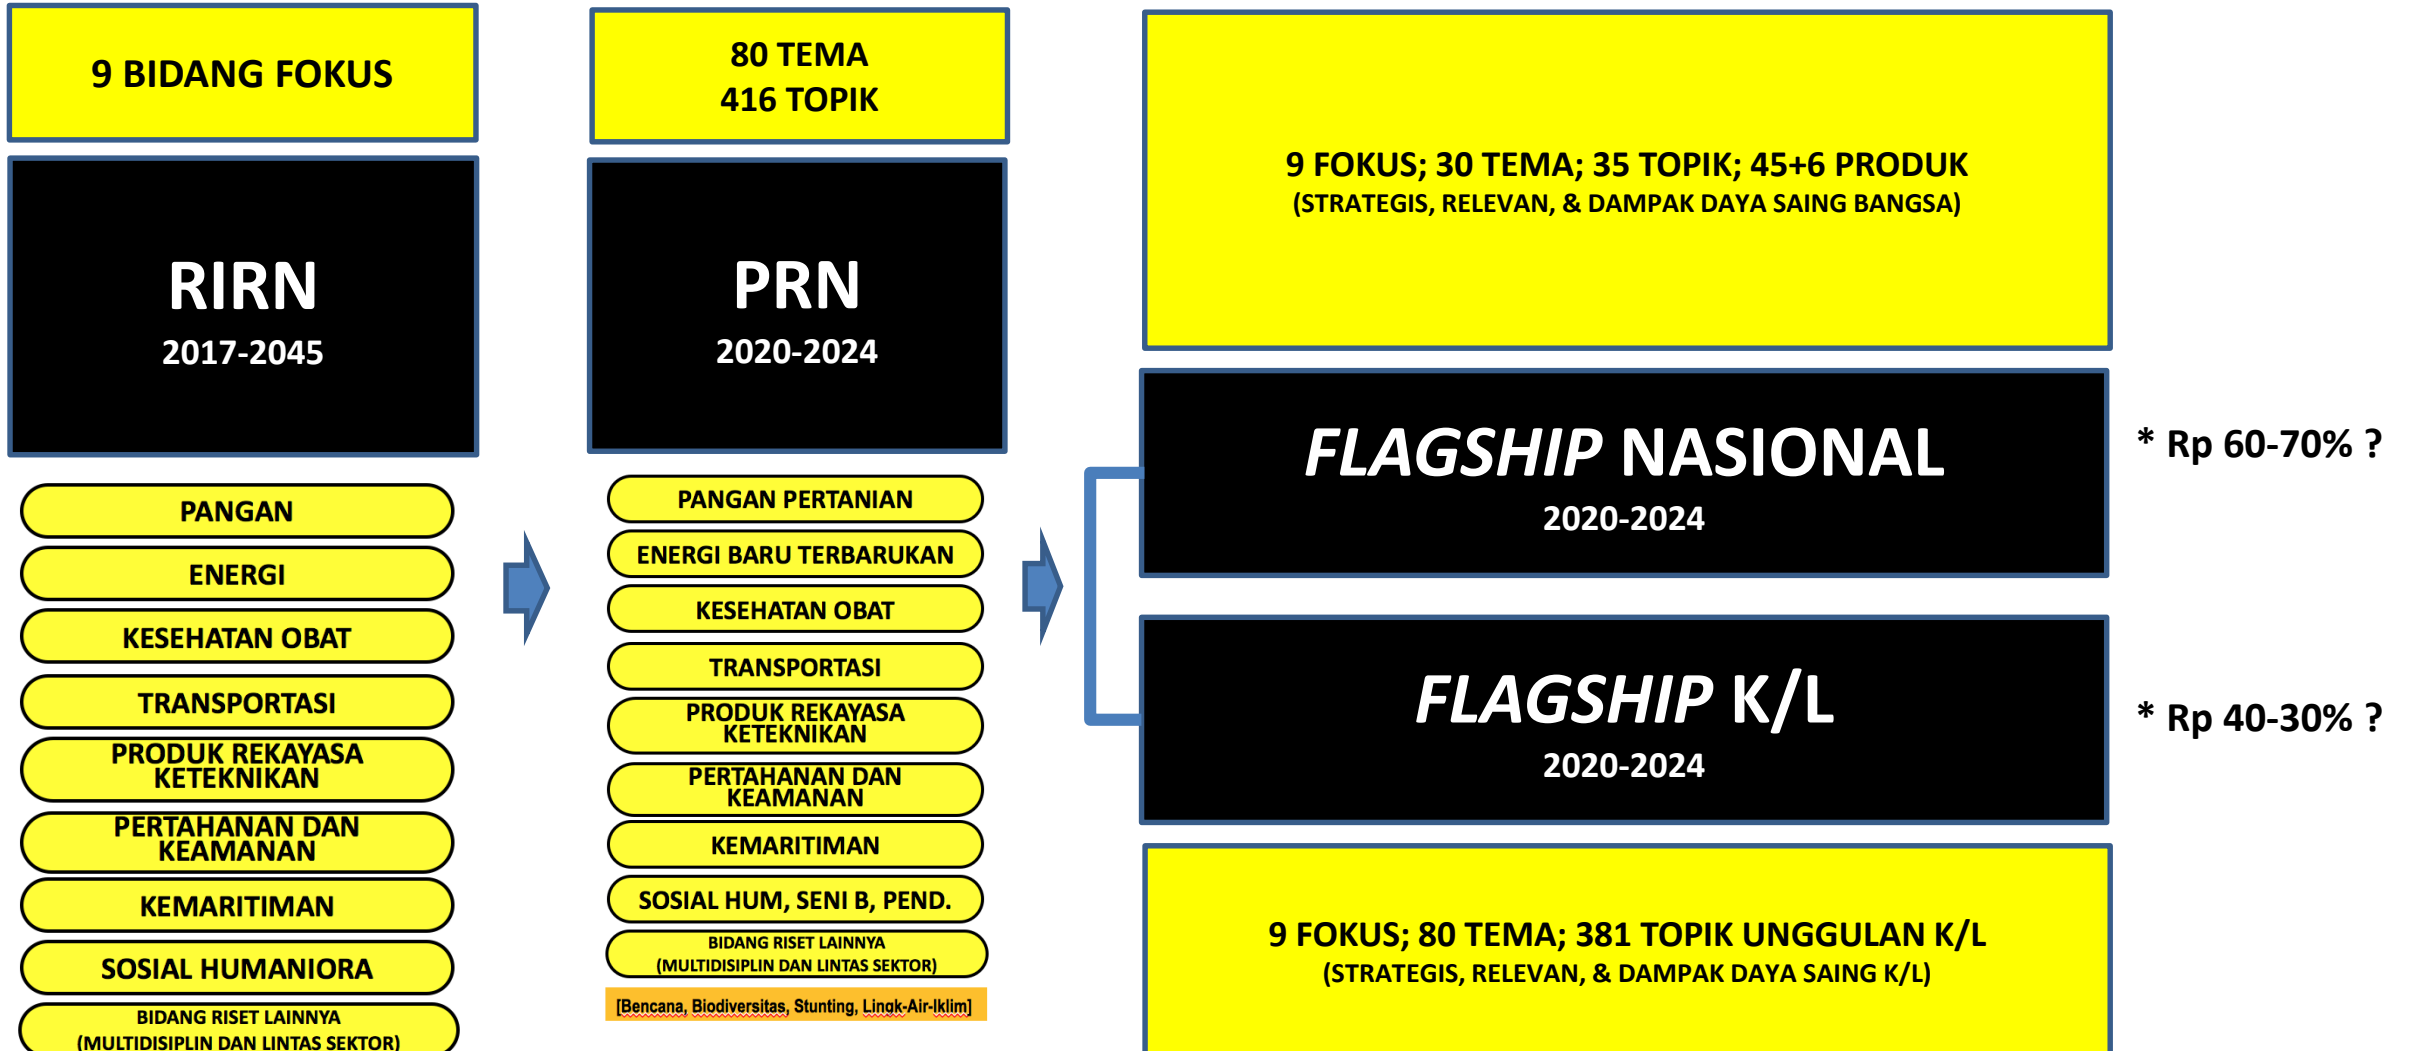 9 BIDANG FOKUS
RIRN
2017-2045
PANGAN
ENERGI
KESEHATAN OBAT
TRANSPORTASI
PRODUK REKAYASA
KETEKNIKAN
PERTAHANAN DAN
KEAMANAN
KEMARITIMAN
SOSIAL HUMANIORA
BIDANG RISET LAINNYA
(MULTIDISIPLIN DAN LINTAS SEKTOR)
80 TEMA
416 TOPIK
PRN
2020-2024
PANGAN PERTANIAN
ENERGI BARU TERBARUKAN
KESEHATAN OBAT
TRANSPORTASI
PRODUK REKAYASA
KETEKNIKAN
PERTAHANAN DAN
KEAMANAN
KEMARITIMAN
SOSIAL HUM, SENI B, PEND.
BIDANG RISET LAINNYA
(MULTIDISIPLIN DAN LINTAS SEKTOR)
[Bencana, Biodiversitas, Stunting, Lingk-Air-Iklim]
9 FOKUS; 30 TEMA; 35 TOPIK; 45+6 PRODUK
(STRATEGIS, RELEVAN, & DAMPAK DAYA SAING BANGSA)
FLAGSHIP NASIONAL
2020-2024
* Rp 60-70% ?
FLAGSHIP K/L
2020-2024
* Rp 40-30% ?
9 FOKUS; 80 TEMA; 381 TOPIK UNGGULAN K/L
(STRATEGIS, RELEVAN, & DAMPAK DAYA SAING K/L)